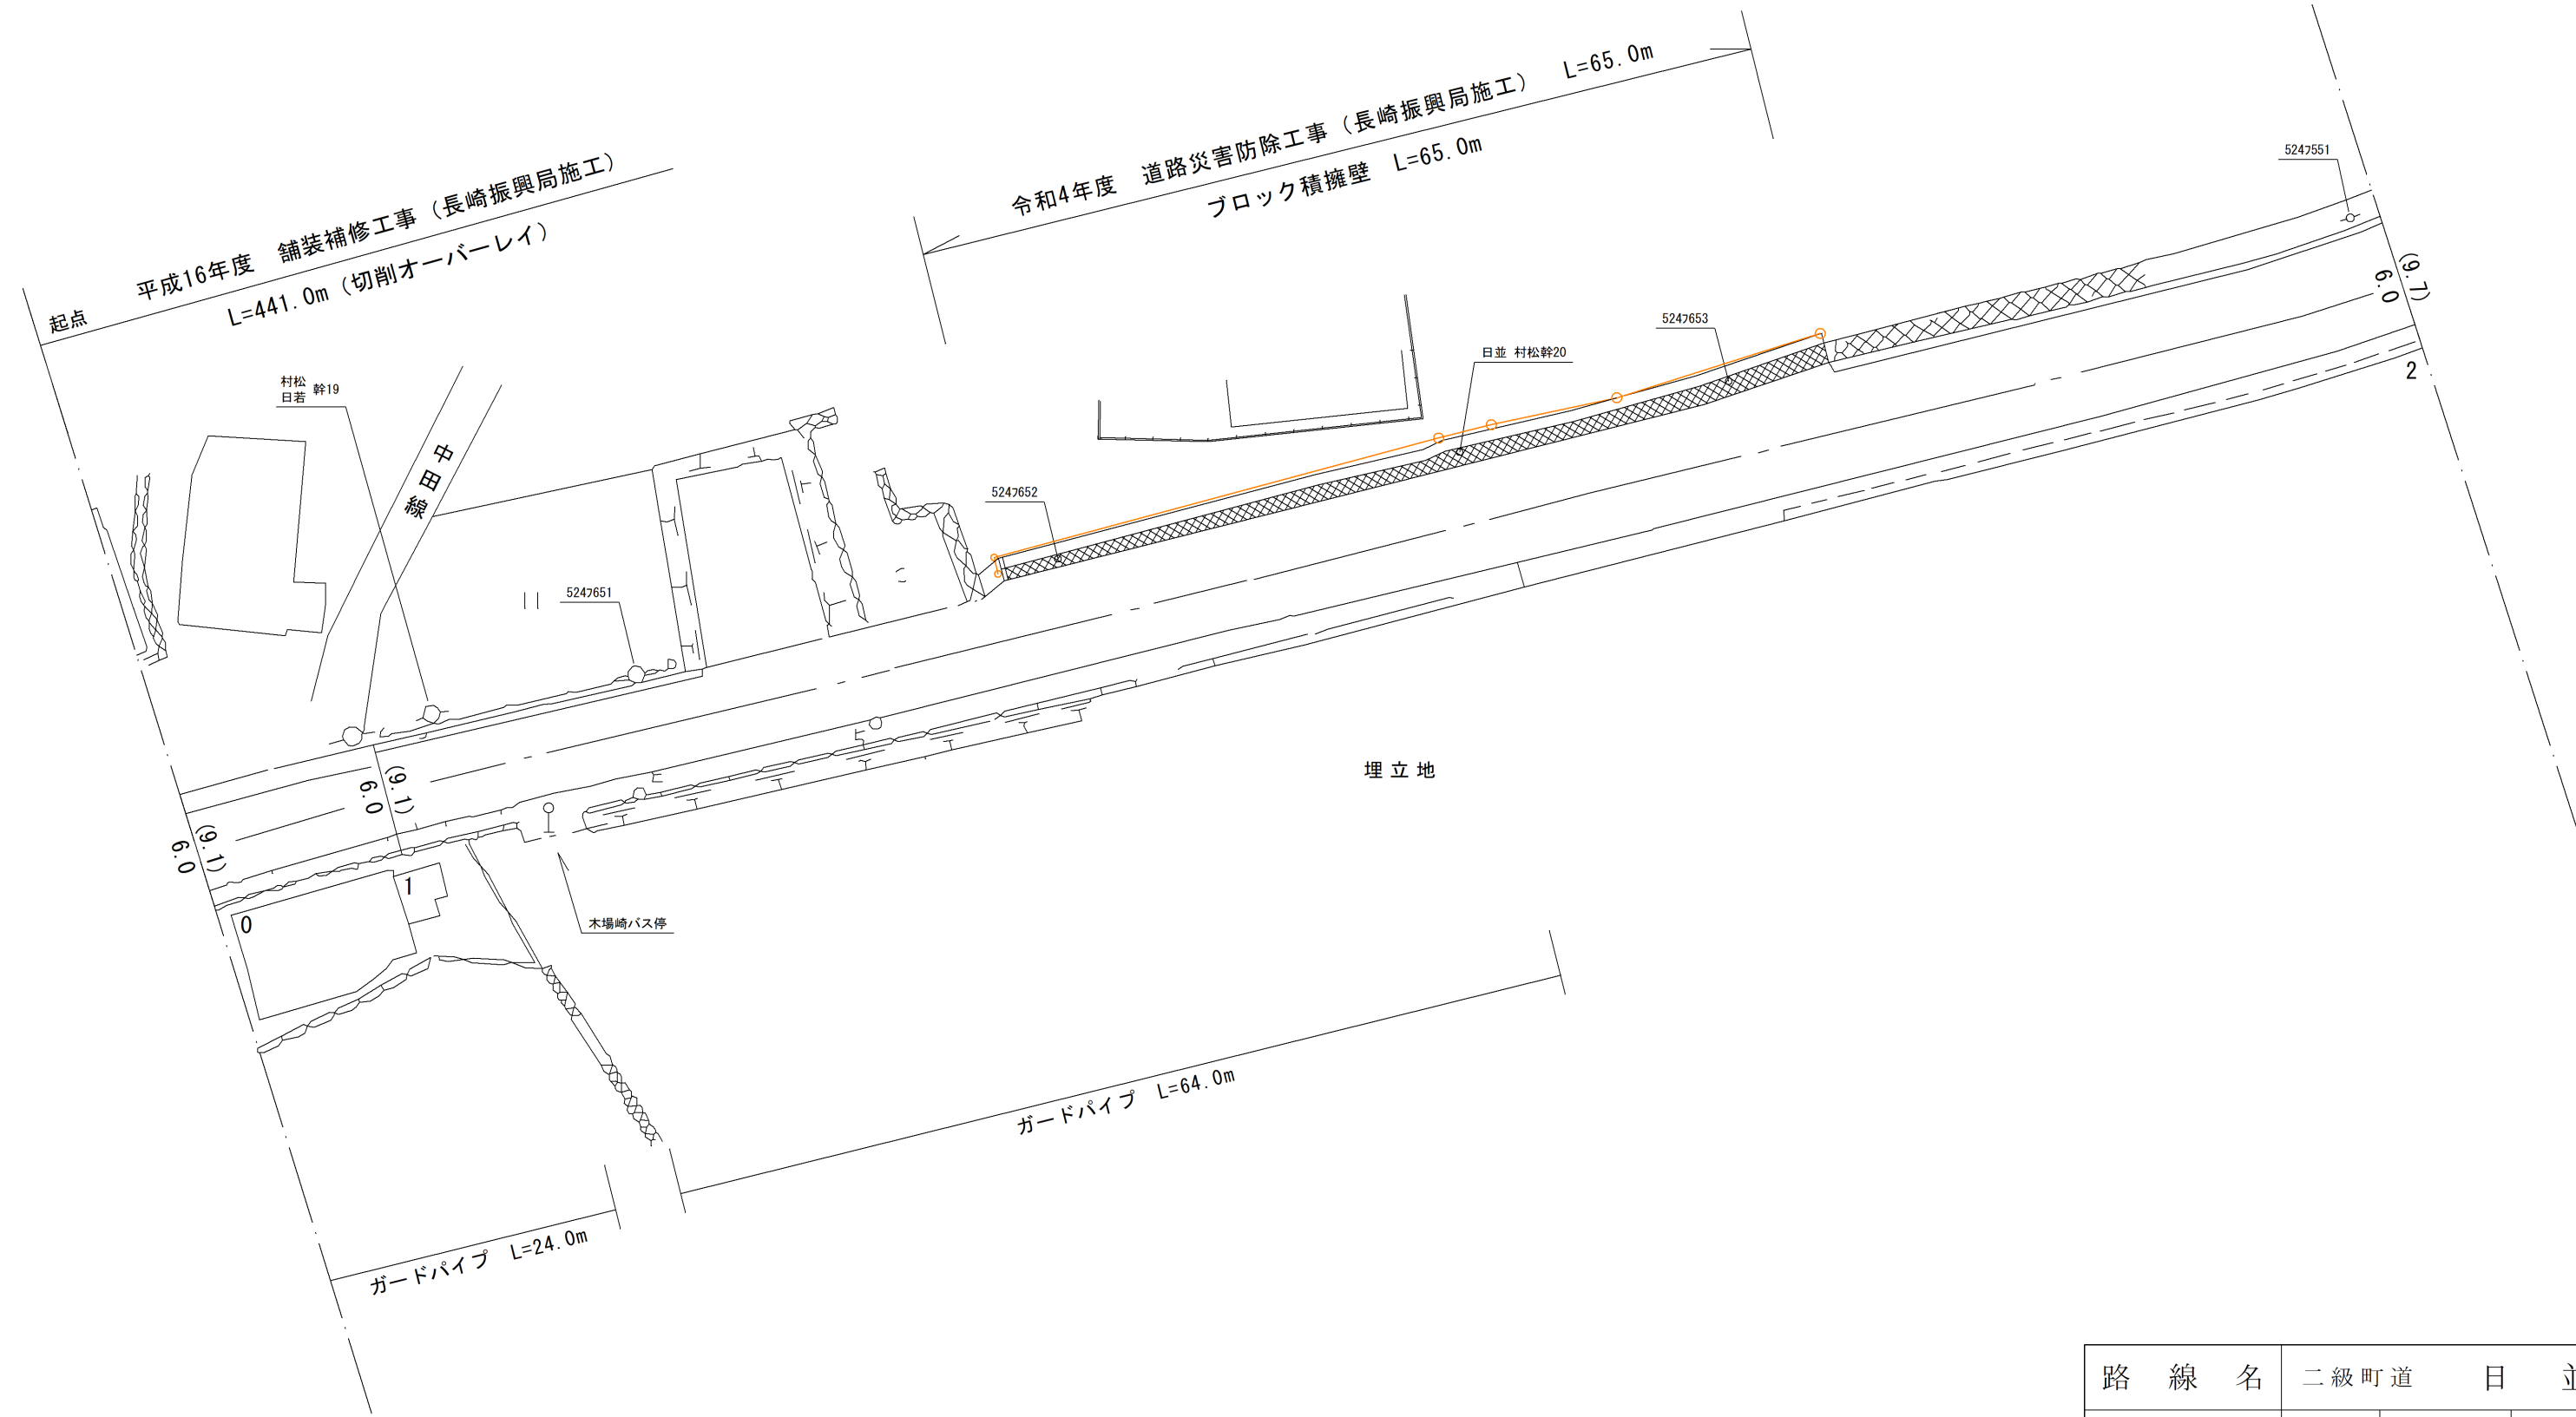 令和4年度　道路災害防除工事（長崎振興局施工）　L=65.0m
ブロック積擁壁　L=65.0m
平成16年度　舗装補修工事（長崎振興局施工）
L=441.0m（切削オーバーレイ）
起点
5247551
(9.7)
6.0
2
5247653
日並 村松幹20
村松
日若 幹19
中田線
5247652
5247651
(9.1)
6.0
(9.1)
6.0
1
0
埋立地
木場崎バス停
ガードパイプ　L=64.0m
ガードパイプ　L=24.0m
路線名 二級町道 日